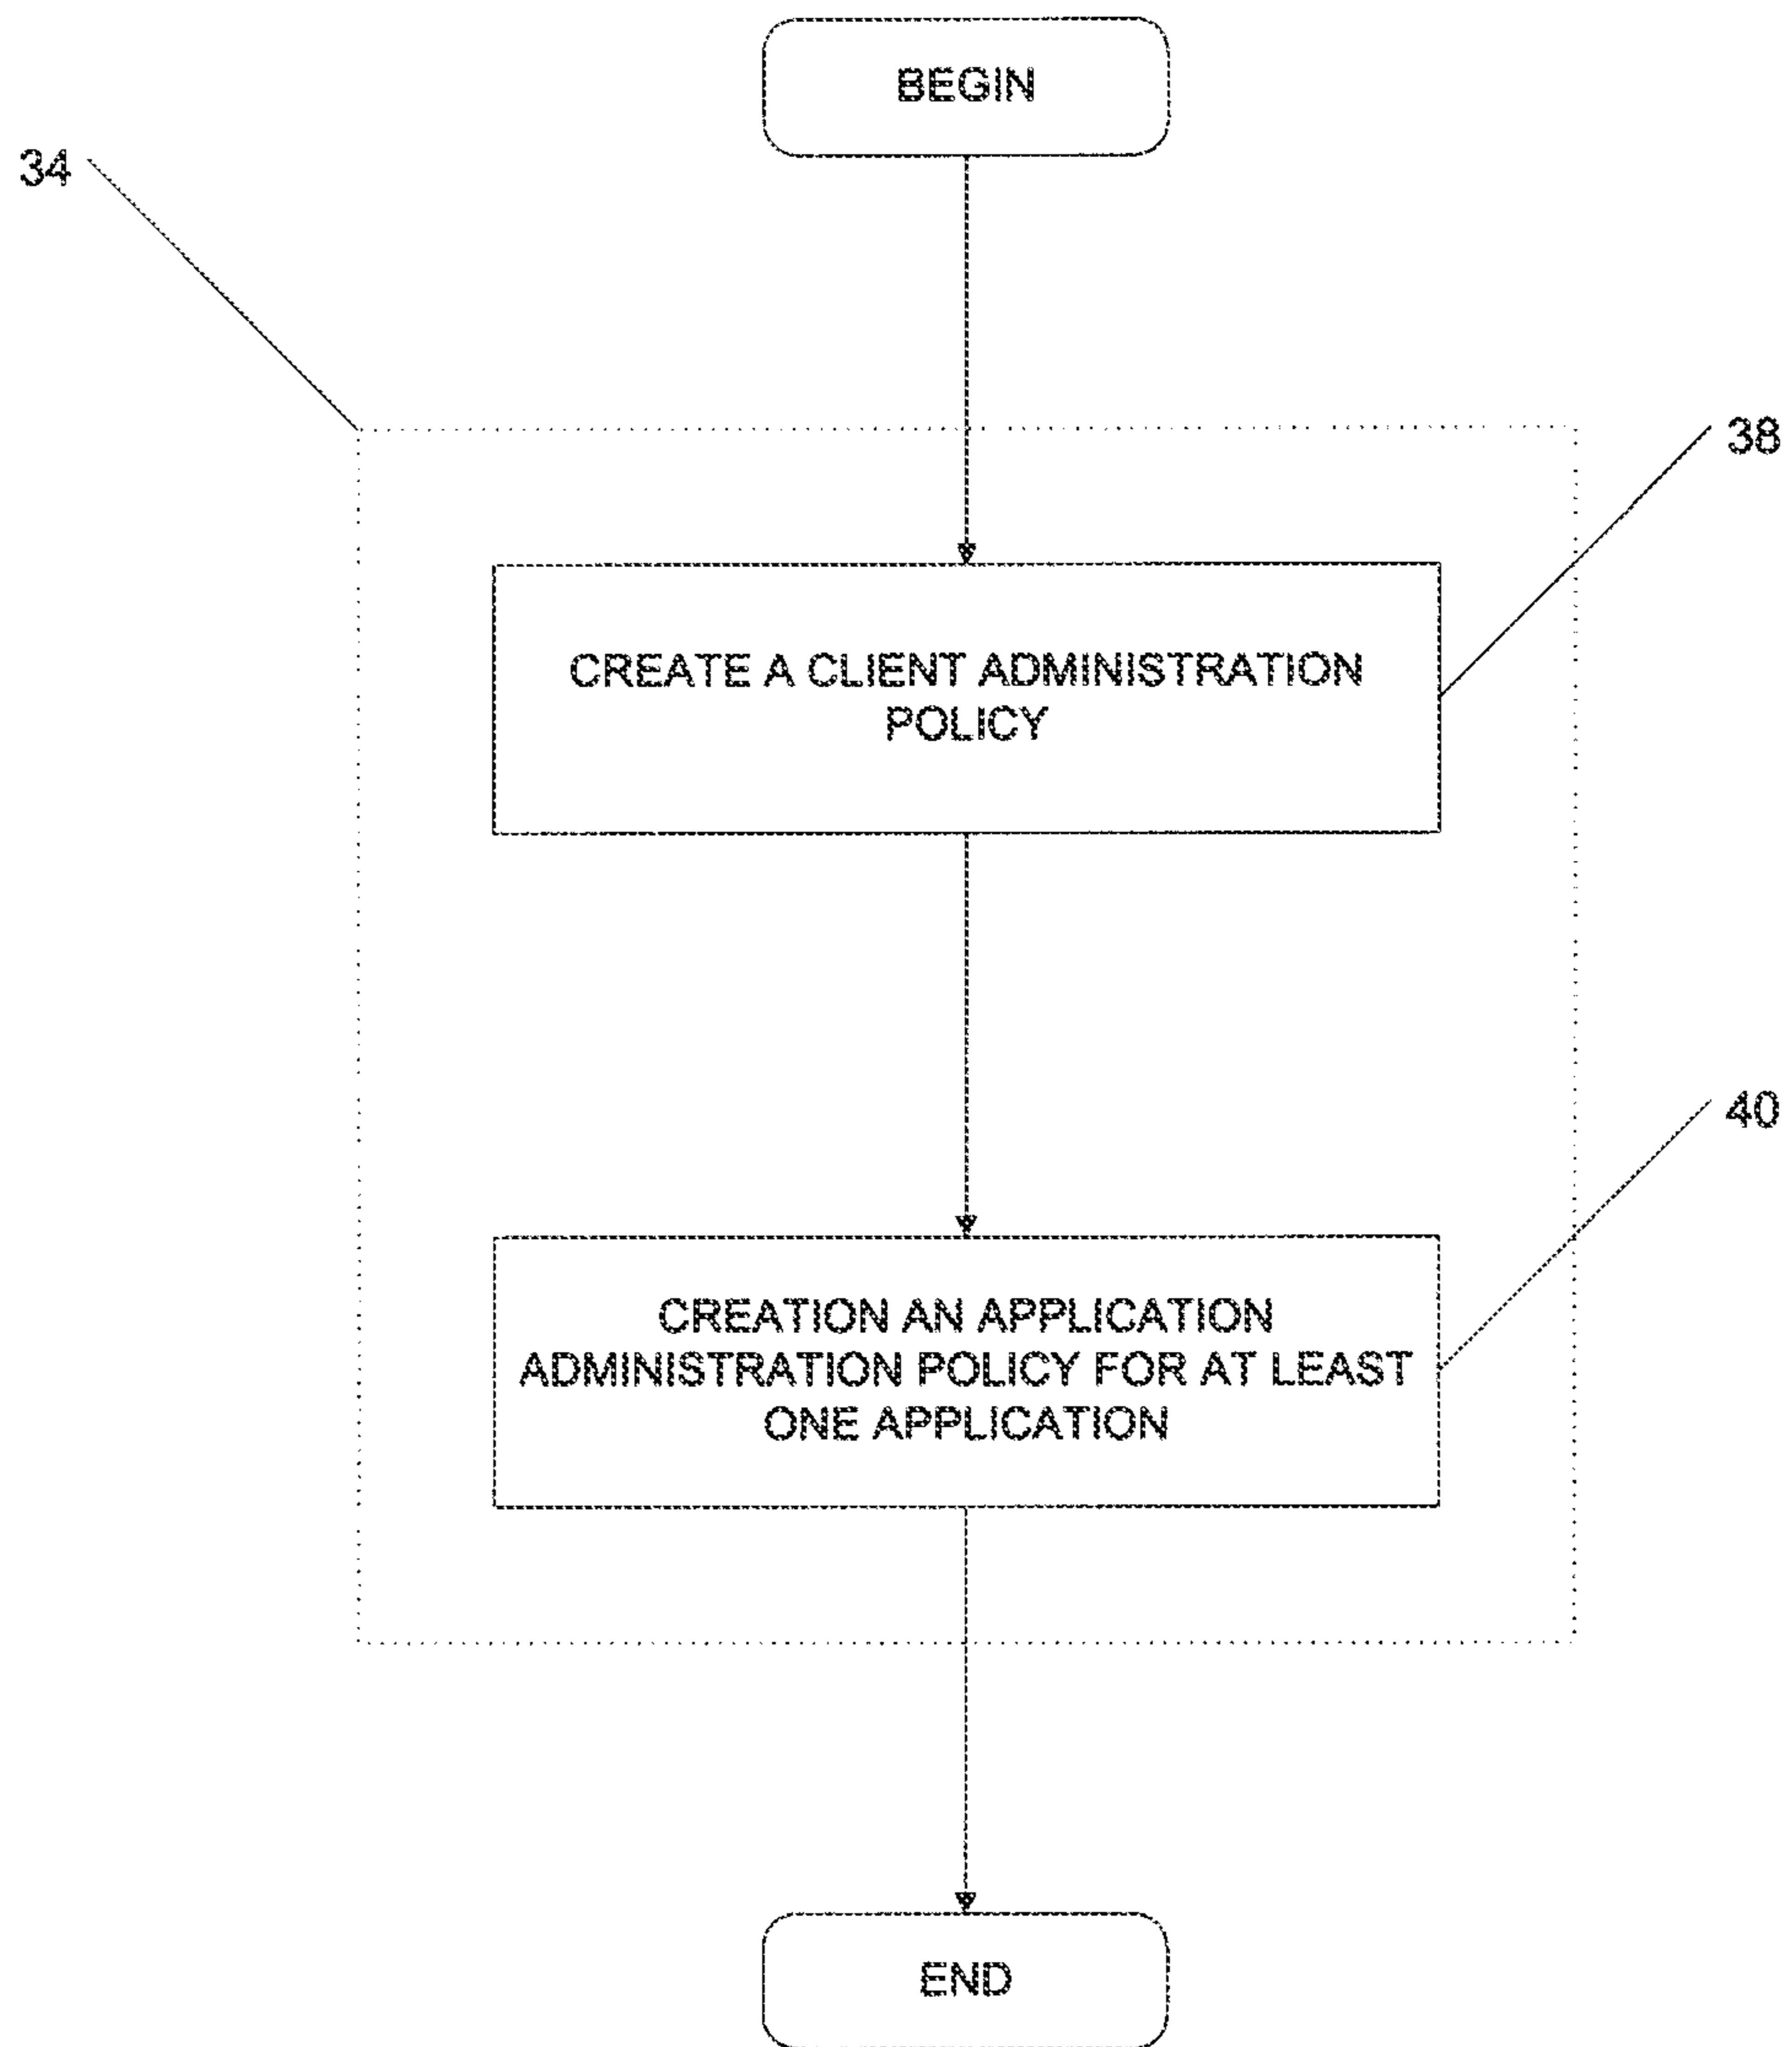 BEGIN
34
38
CREATE A CLIENT ADMINISTRATION
POLICY
40
CREATION AN APPLICATION
ADMINISTRATION POLICY FOR AT LEAST
ONE APPLICATION
END